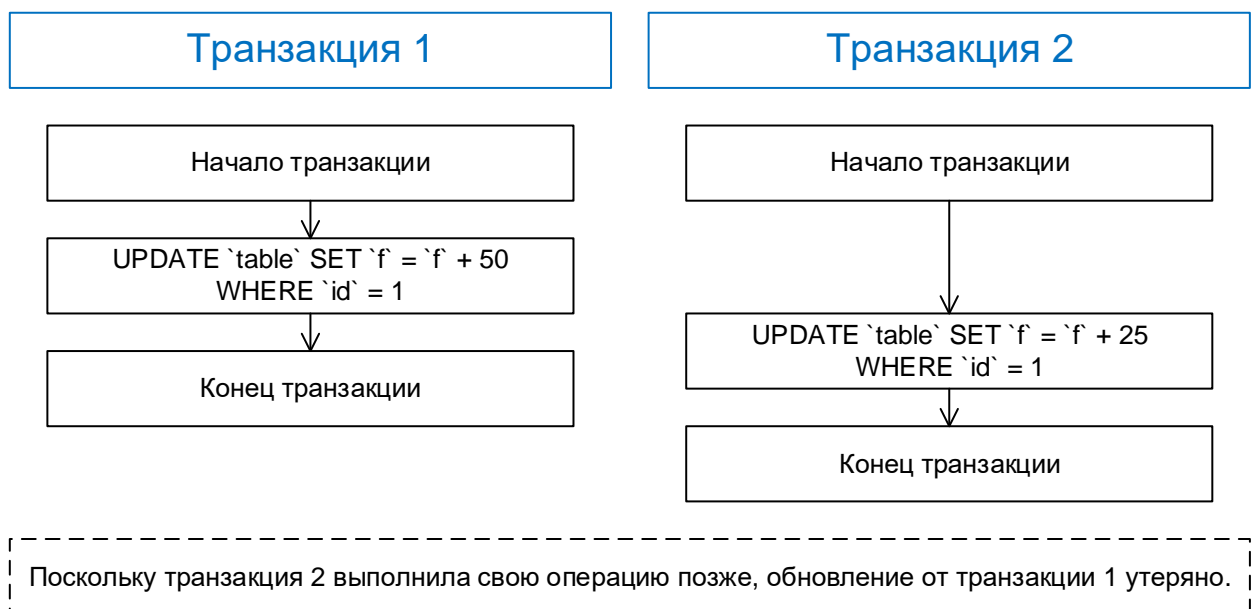 Транзакция 1
Транзакция 2
Начало транзакции
Начало транзакции
UPDATE `table` SET `f` = `f` + 50
WHERE `id` = 1
UPDATE `table` SET `f` = `f` + 25
WHERE `id` = 1
Конец транзакции
Конец транзакции
Поскольку транзакция 2 выполнила свою операцию позже, обновление от транзакции 1 утеряно.